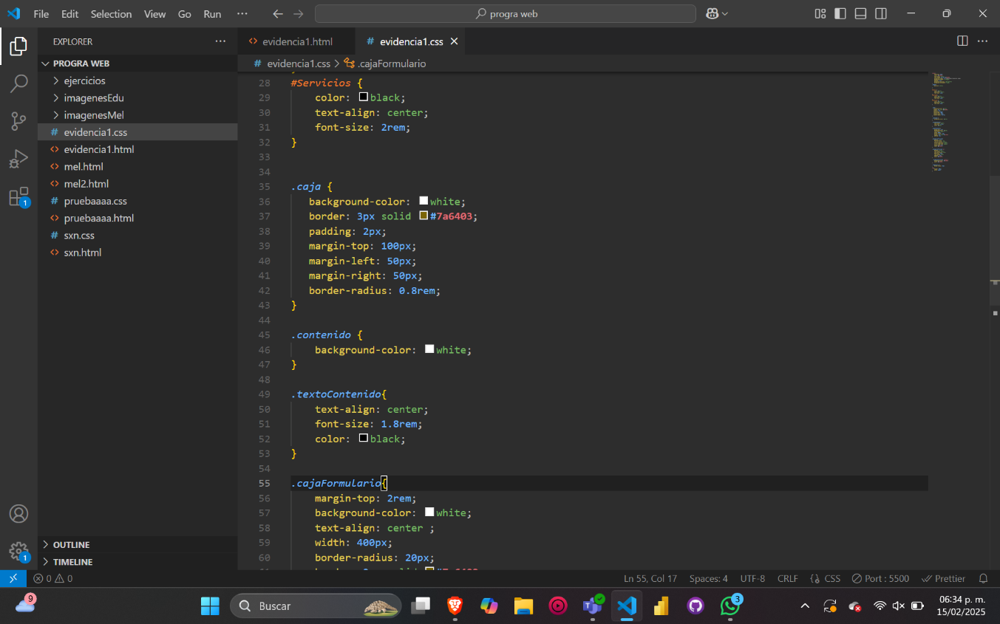 File Edit Selection View Go Run ··· progra web
EXPLORER
PROGRA WEB
ejercicios
imagenesEdu
imagenesMel
# evidencia1.css
<> evidencia1.html
<> mel.html
<> mel2.html
# pruebaaaa.css
<> pruebaaaa.html
# sxn.css
<> sxn.html
OUTLINE
TIMELINE
1
1
<> evidencia1.html # evidencia1.css
# evidencia1.css > .cajaFormulario
28 #Servicios {
29 color: black;
30 text-align: center;
31 font-size: 2rem;
32 }
33
34
35 .caja {
36 background-color: white;
37 border: 3px solid #7a6403;
38 padding: 2px;
39 margin-top: 100px;
40 margin-left: 50px;
41 margin-right: 50px;
42 border-radius: 0.8rem;
43 }
44
45 .contenido {
46 background-color: white;
47 }
48
49 .textoContenido{
50 text-align: center;
51 font-size: 1.8rem;
52 color: black;
53 }
54
55 .cajaFormulario{
56 margin-top: 2rem;
57 background-color: white;
58 text-align: center ;
59 width: 400px;
60 border-radius: 20px;
0 0 Ln 55, Col 17 Spaces: 4 UTF-8 CRLF {} CSS Port : 5500 Prettier
9 Buscar 3 06:34 p. m.
15/02/2025